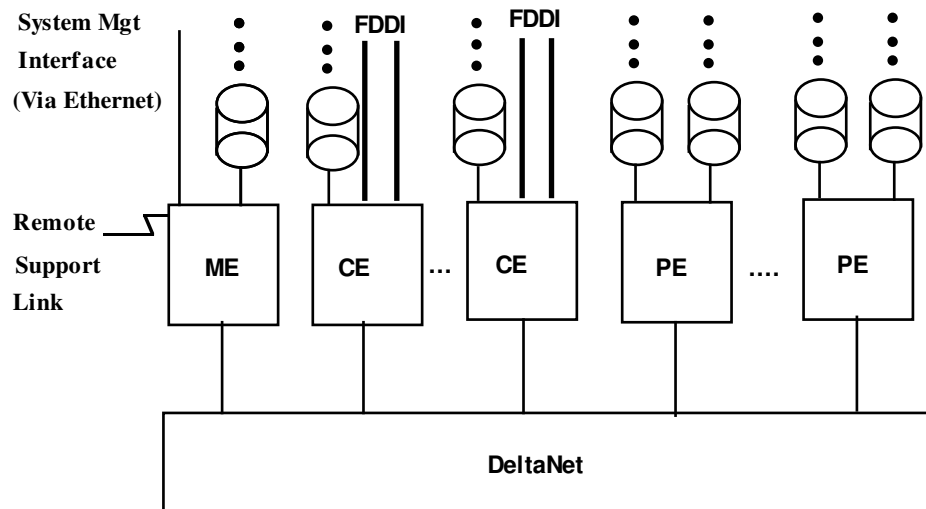 System Mgt
Interface
(Via Ethernet)
FDDI
FDDI
Remote
Support
Link
ME
CE
...
CE
PE
....
PE
DeltaNet